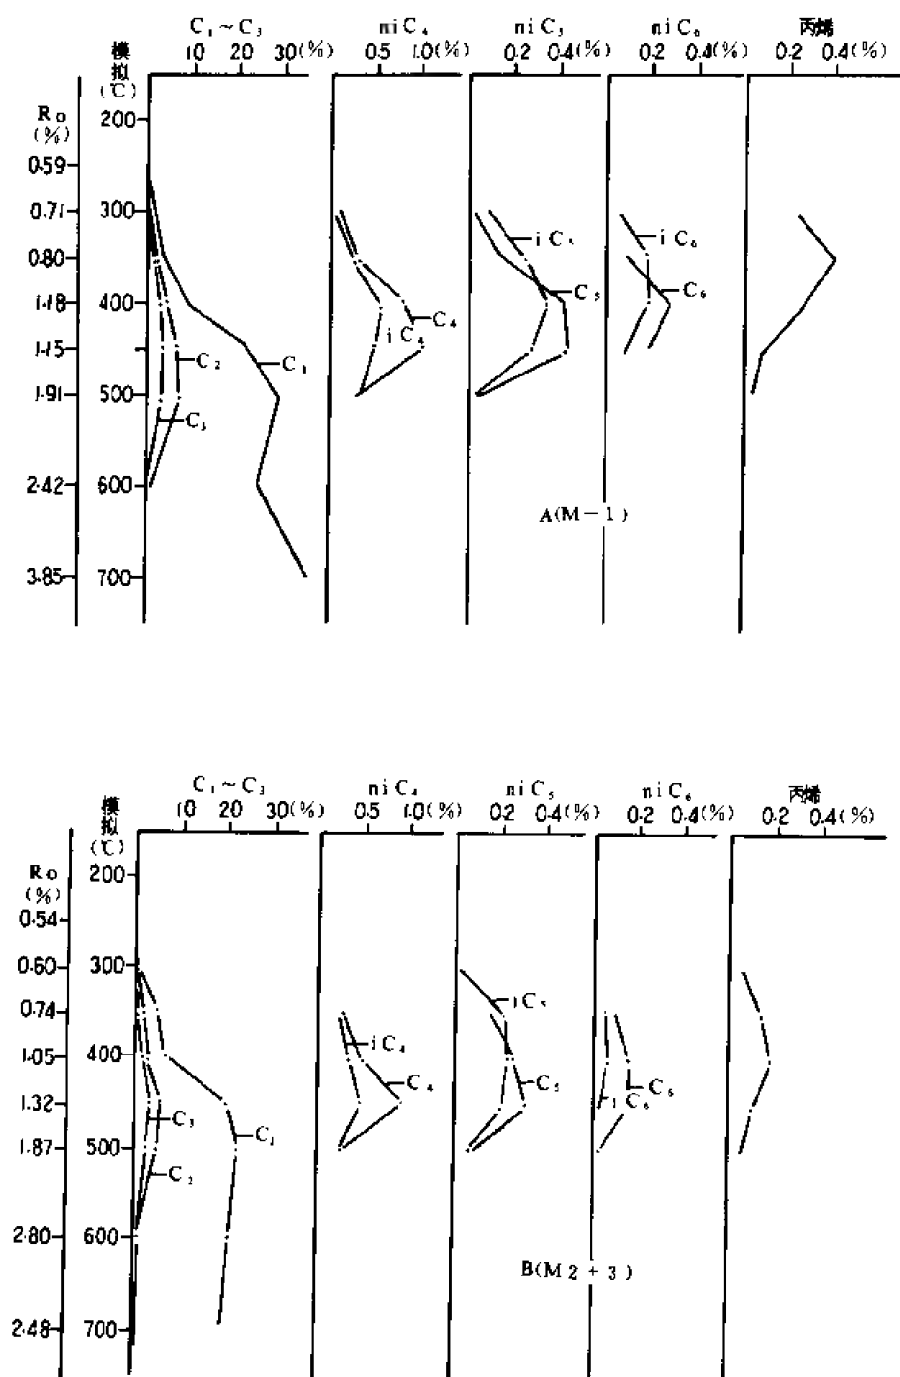 C₁~C₃ niC₄ niC₅ niC₆ 丙烯
模拟 10 20 30(%) 0.5 1.0(%) 0.2 0.4(%) 0.2 0.4(%) 0.2 0.4(%)
(℃)
Ro
(%)
200
0.59
0.71 300
iC₅ iC₆
0.80
C₅ C₆
1.18 400
C₄
iC₄
1.15
C₂ C₁
1.91 500
C₃
2.42 600
A(M-1)
3.85 700
C₁~C₃ niC₄ niC₅ niC₆ 丙烯
模拟 10 20 30(%) 0.5 1.0(%) 0.2 0.4(%) 0.2 0.4(%) 0.2 0.4(%)
(℃)
Ro
(%)
200
0.54
0.60 300
iC₅
0.74
iC₄
1.05 400
C₄ C₅ C₆
iC₆
1.32
C₃
C₁
1.87 500
C₂
2.80 600
B(M2+3)
2.48 700